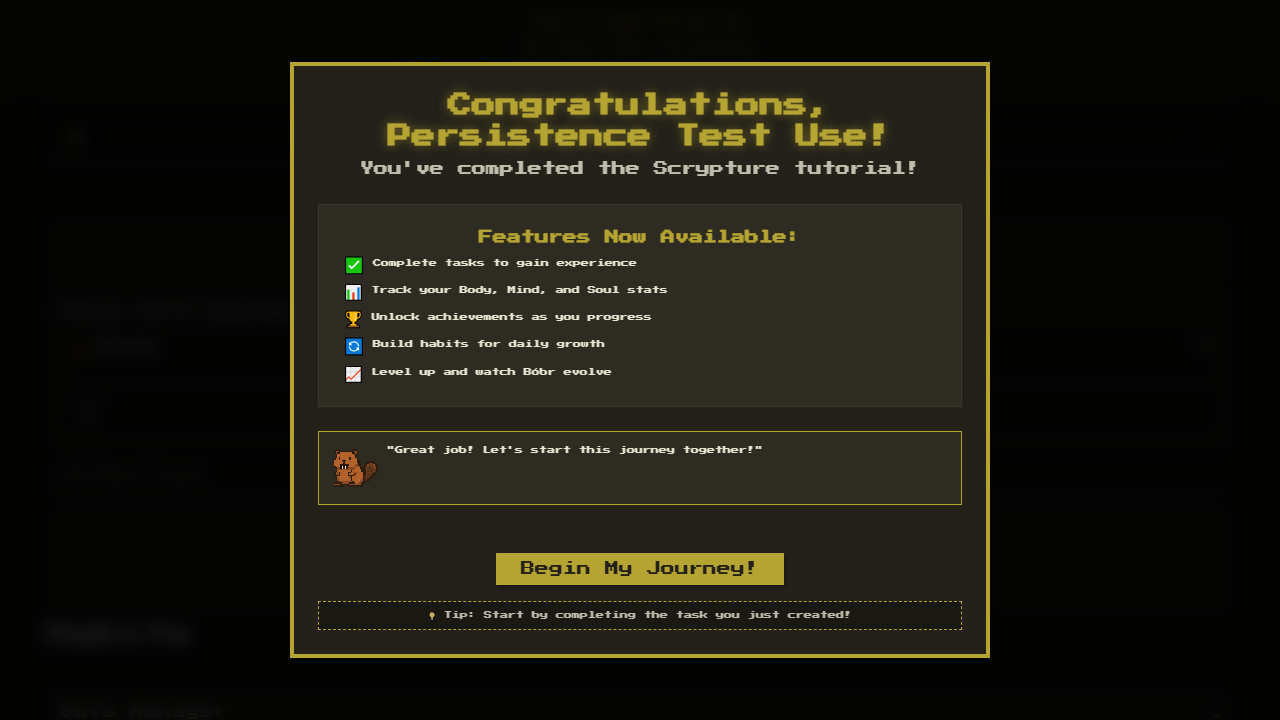 Congratulations,
Persistence Test Use!
You've completed the Scrypture tutorial!
Features Now Available:
Complete tasks to gain experience
Track your Body, Mind, and Soul stats
Unlock achievements as you progress
Build habits for daily growth
Level up and watch Bóbr evolve
"Great job! Let's start this journey together!"
Begin My Journey!
Tip: Start by completing the task you just created!